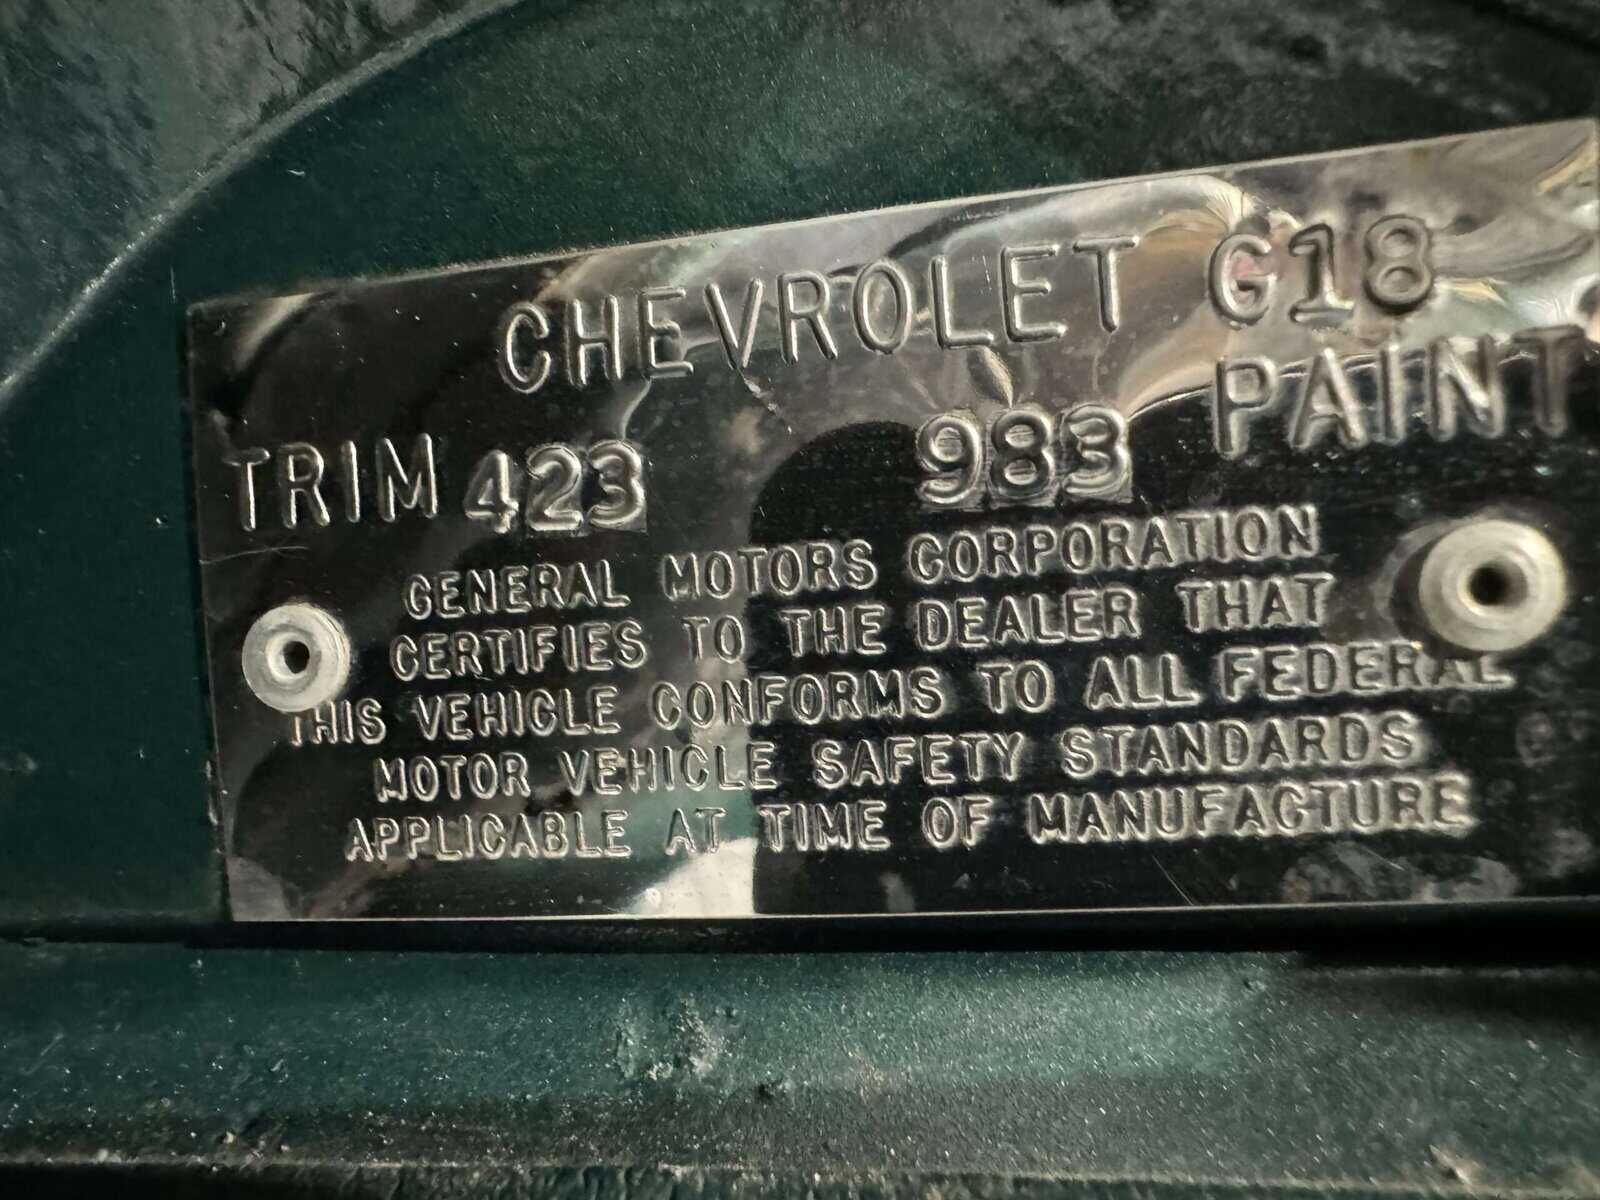 CHEVROLET G18
TRIM 423 983 PAINT
GENERAL MOTORS CORPORATION
CERTIFIES TO THE DEALER THAT
THIS VEHICLE CONFORMS TO ALL FEDERAL
MOTOR VEHICLE SAFETY STANDARDS
APPLICABLE AT TIME OF MANUFACTURE